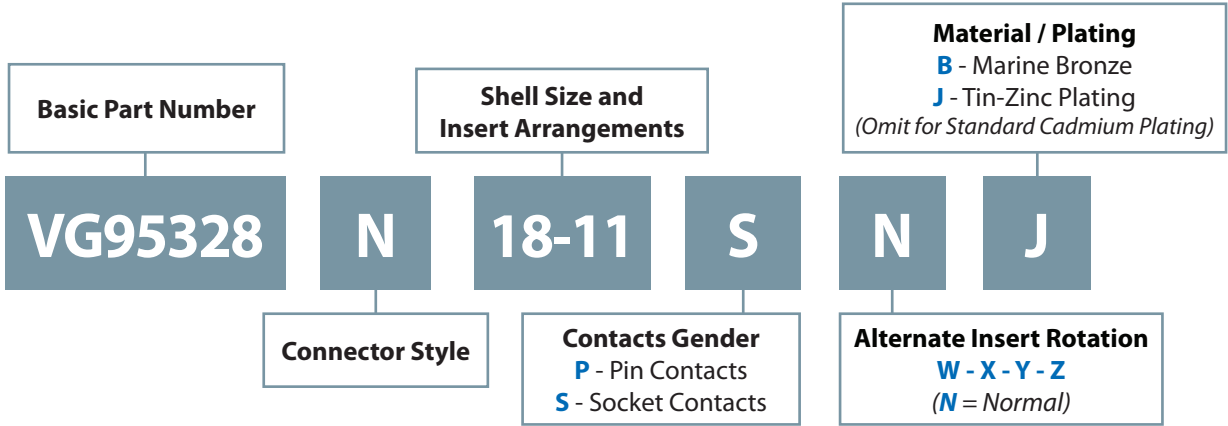 Material / Plating
B - Marine Bronze
J - Tin-Zinc Plating
(Omit for Standard Cadmium Plating)
Basic Part Number
Shell Size and
Insert Arrangements
VG95328 N 18-11 S N J
Connector Style
Contacts Gender
P - Pin Contacts
S - Socket Contacts
Alternate Insert Rotation
W - X - Y - Z
(N = Normal)